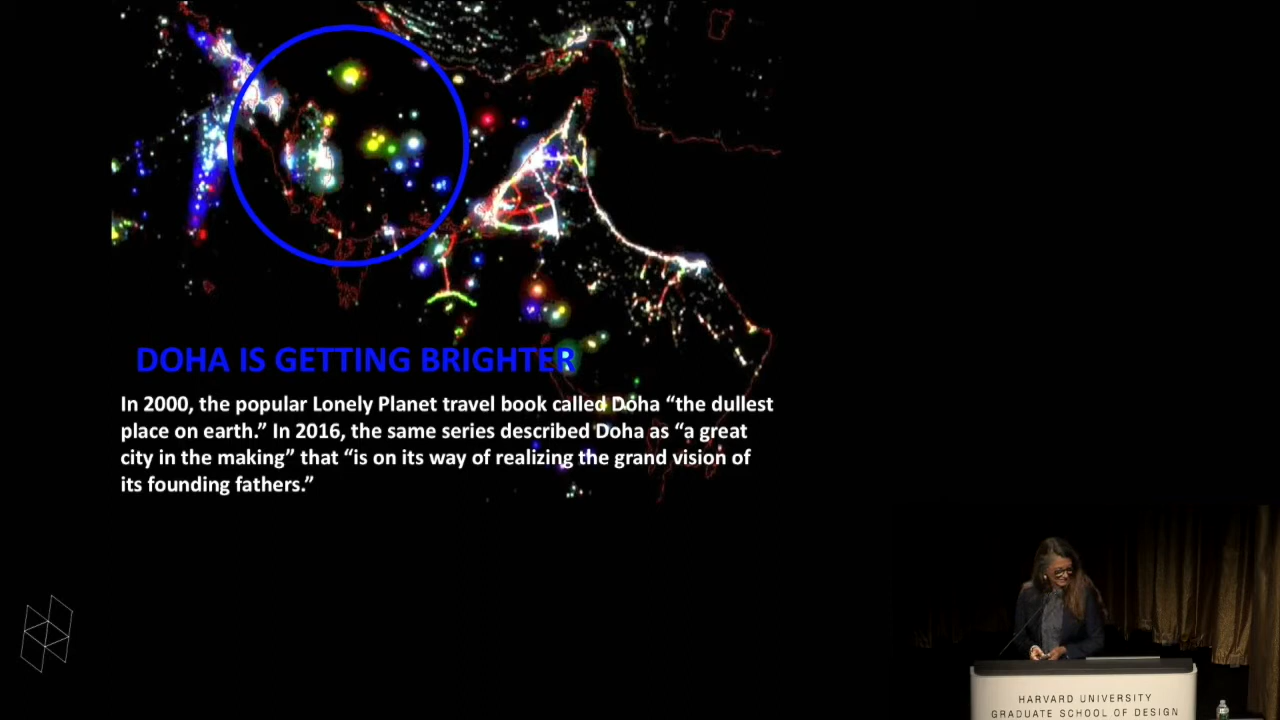 DOHA IS GETTING BRIGHTER
In 2000, the popular Lonely Planet travel book called Doha “the dullest
place on earth.” In 2016, the same series described Doha as “a great
city in the making” that “is on its way of realizing the grand vision of
its founding fathers.”
HARVARD UNIVERSITY
GRADUATE SCHOOL OF DESIGN